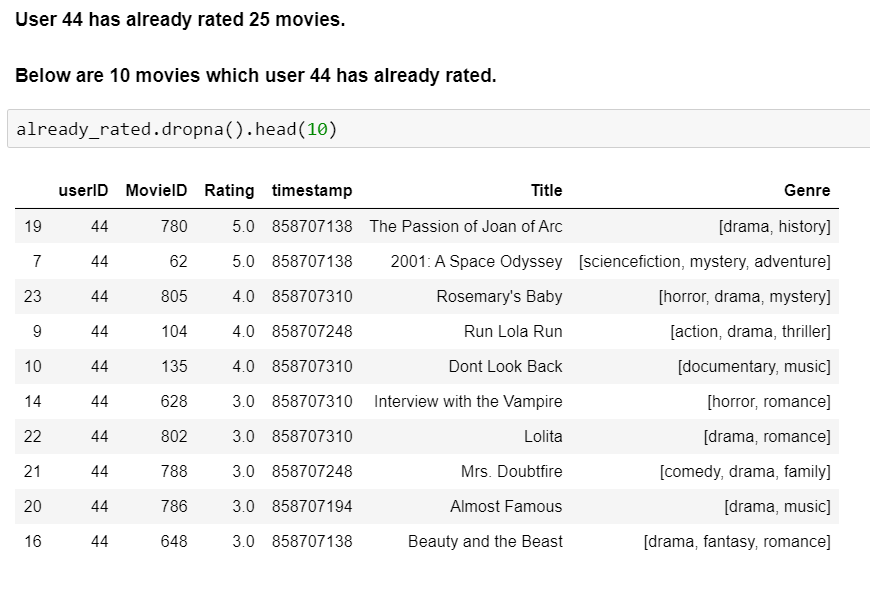 User 44 has already rated 25 movies.
Below are 10 movies which user 44 has already rated.
already_rated.dropna().head(10)
userID MovieID Rating timestamp Title Genre
19 44 780 5.0 858707138 The Passion of Joan of Arc [drama, history]
7 44 62 5.0 858707138 2001: A Space Odyssey [sciencefiction, mystery, adventure]
23 44 805 4.0 858707310 Rosemary's Baby [horror, drama, mystery]
9 44 104 4.0 858707248 Run Lola Run [action, drama, thriller]
10 44 135 4.0 858707310 Dont Look Back [documentary, music]
14 44 628 3.0 858707310 Interview with the Vampire [horror, romance]
22 44 802 3.0 858707310 Lolita [drama, romance]
21 44 788 3.0 858707248 Mrs. Doubtfire [comedy, drama, family]
20 44 786 3.0 858707194 Almost Famous [drama, music]
16 44 648 3.0 858707138 Beauty and the Beast [drama, fantasy, romance]